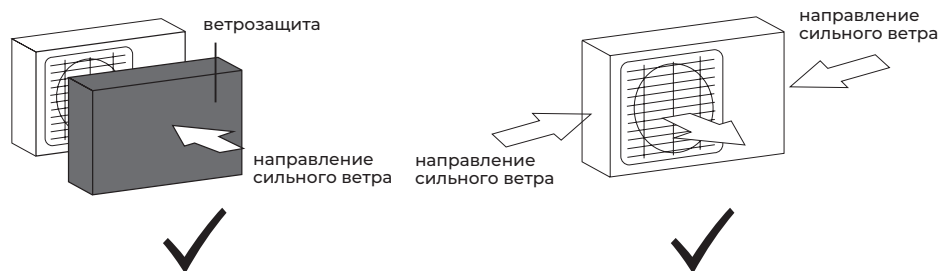 ветрозащита
направление
сильного ветра
направление
сильного ветра
направление
сильного ветра